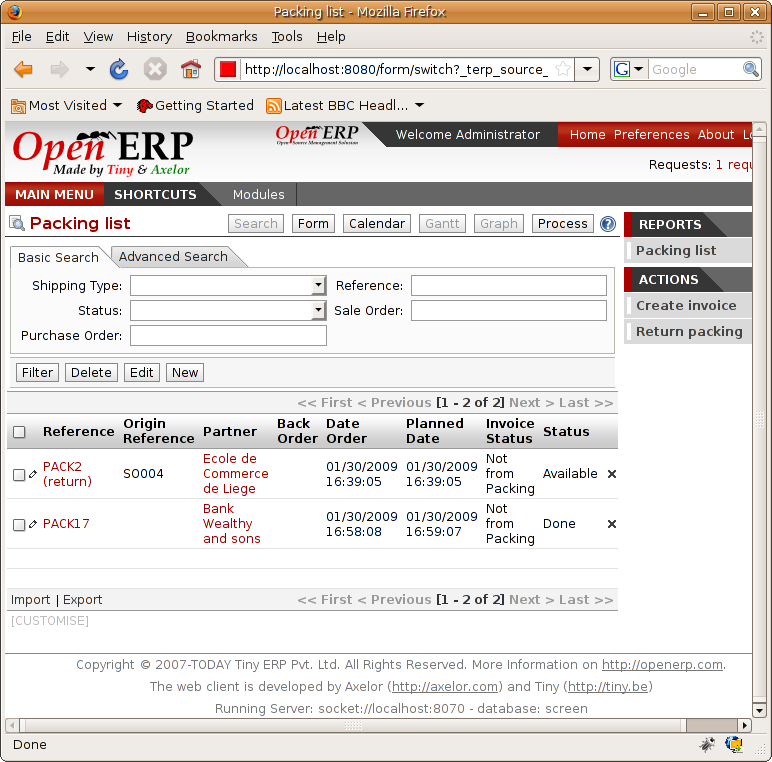 Packing list - Mozilla Firefox
File Edit View History Bookmarks Tools Help
http://localhost:8080/form/switch?_terp_source_ Google
Most Visited Getting Started Latest BBC Headl...
Open ERP
Made by Tiny & Axelor
Open ERP
Open Source Management Solution
Welcome Administrator Home Preferences About Lo
Requests: 1 requ
MAIN MENU SHORTCUTS Modules
Packing list Search Form Calendar Gantt Graph Process ?
REPORTS
Packing list
ACTIONS
Create invoice
Return packing
Basic Search Advanced Search
Shipping Type: Reference:
Status: Sale Order:
Purchase Order:
Filter Delete Edit New
<< First < Previous [1 - 2 of 2] Next > Last >>
Reference Origin Reference Partner Back Order Date Order Planned Date Invoice Status Status
PACK2 (return) SO004 Ecole de Commerce de Liege 01/30/2009 16:39:05 01/30/2009 16:39:05 Not from Packing Available
PACK17 Bank Wealthy and sons 01/30/2009 16:58:08 01/30/2009 16:59:07 Not from Packing Done
Import | Export << First < Previous [1 - 2 of 2] Next > Last >>
[CUSTOMISE]
Copyright © 2007-TODAY Tiny ERP Pvt. Ltd. All Rights Reserved. More Information on http://openerp.com.
The web client is developed by Axelor (http://axelor.com) and Tiny (http://tiny.be)
Running Server: socket://localhost:8070 - database: screen
Done